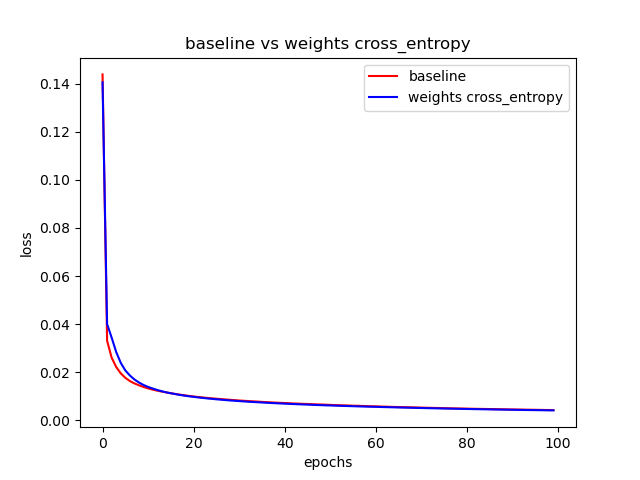 baseline vs weights cross_entropy
baseline
weights cross_entropy
0.14
0.12
0.10
0.08
0.06
0.04
0.02
0.00
loss
0 20 40 60 80 100
epochs